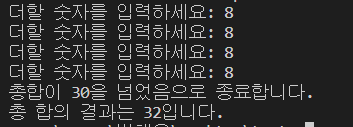 더할 숫자를 입력하세요: 8
더할 숫자를 입력하세요: 8
더할 숫자를 입력하세요: 8
더할 숫자를 입력하세요: 8
총합이 30을 넘었음으로 종료합니다.
총 합의 결과는 32입니다.